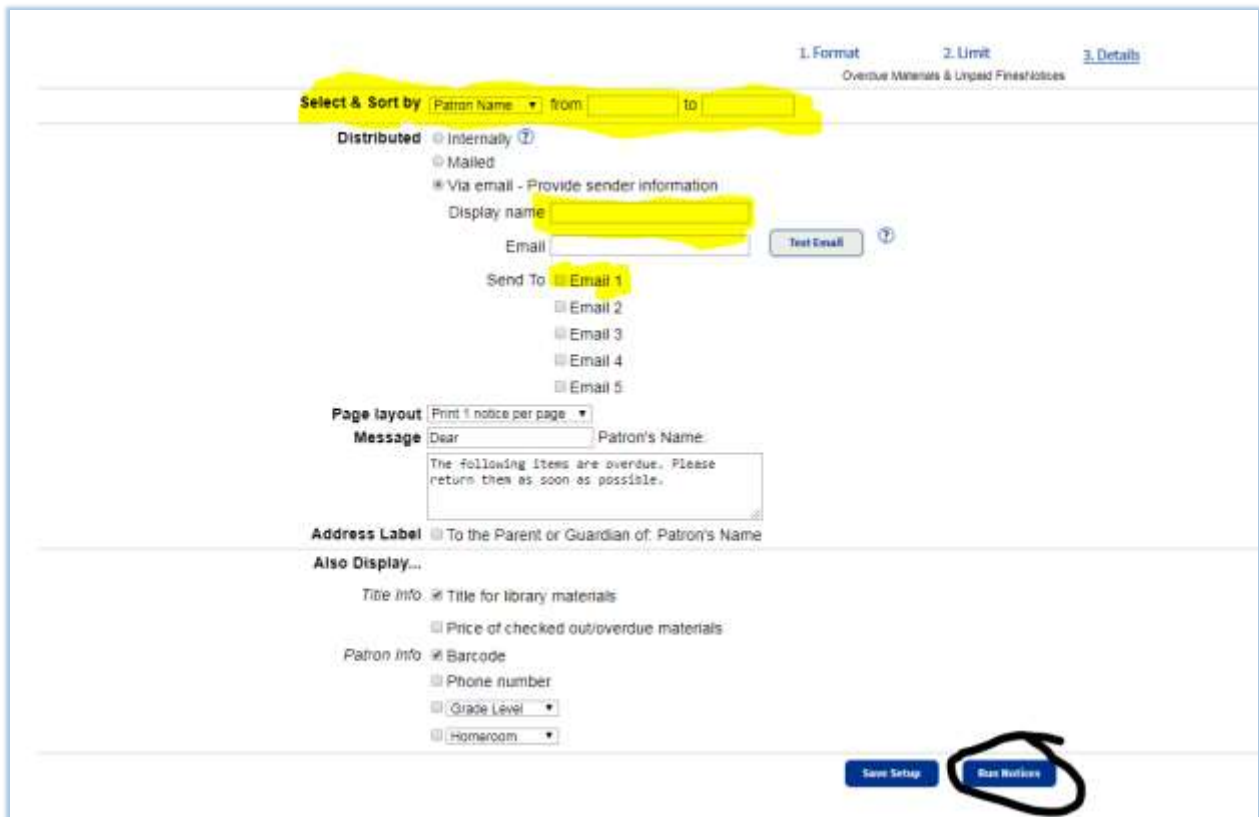 1. Format 2. Limit 3. Details
Overdue Materials & Unpaid FinesNotices
Select & Sort by Patron Name from to
Distributed Internally ?
Mailed
Via email - Provide sender information
Display name
Email Test Email ?
Send To Email 1
Email 2
Email 3
Email 4
Email 5
Page layout Print 1 notice per page
Message Dear Patron's Name:
The following items are overdue. Please
return them as soon as possible.
Address Label To the Parent or Guardian of: Patron's Name
Also Display...
Title Info Title for library materials
Price of checked out/overdue materials
Patron Info Barcode
Phone number
Grade Level
Homeroom
Save Setup Run Notices